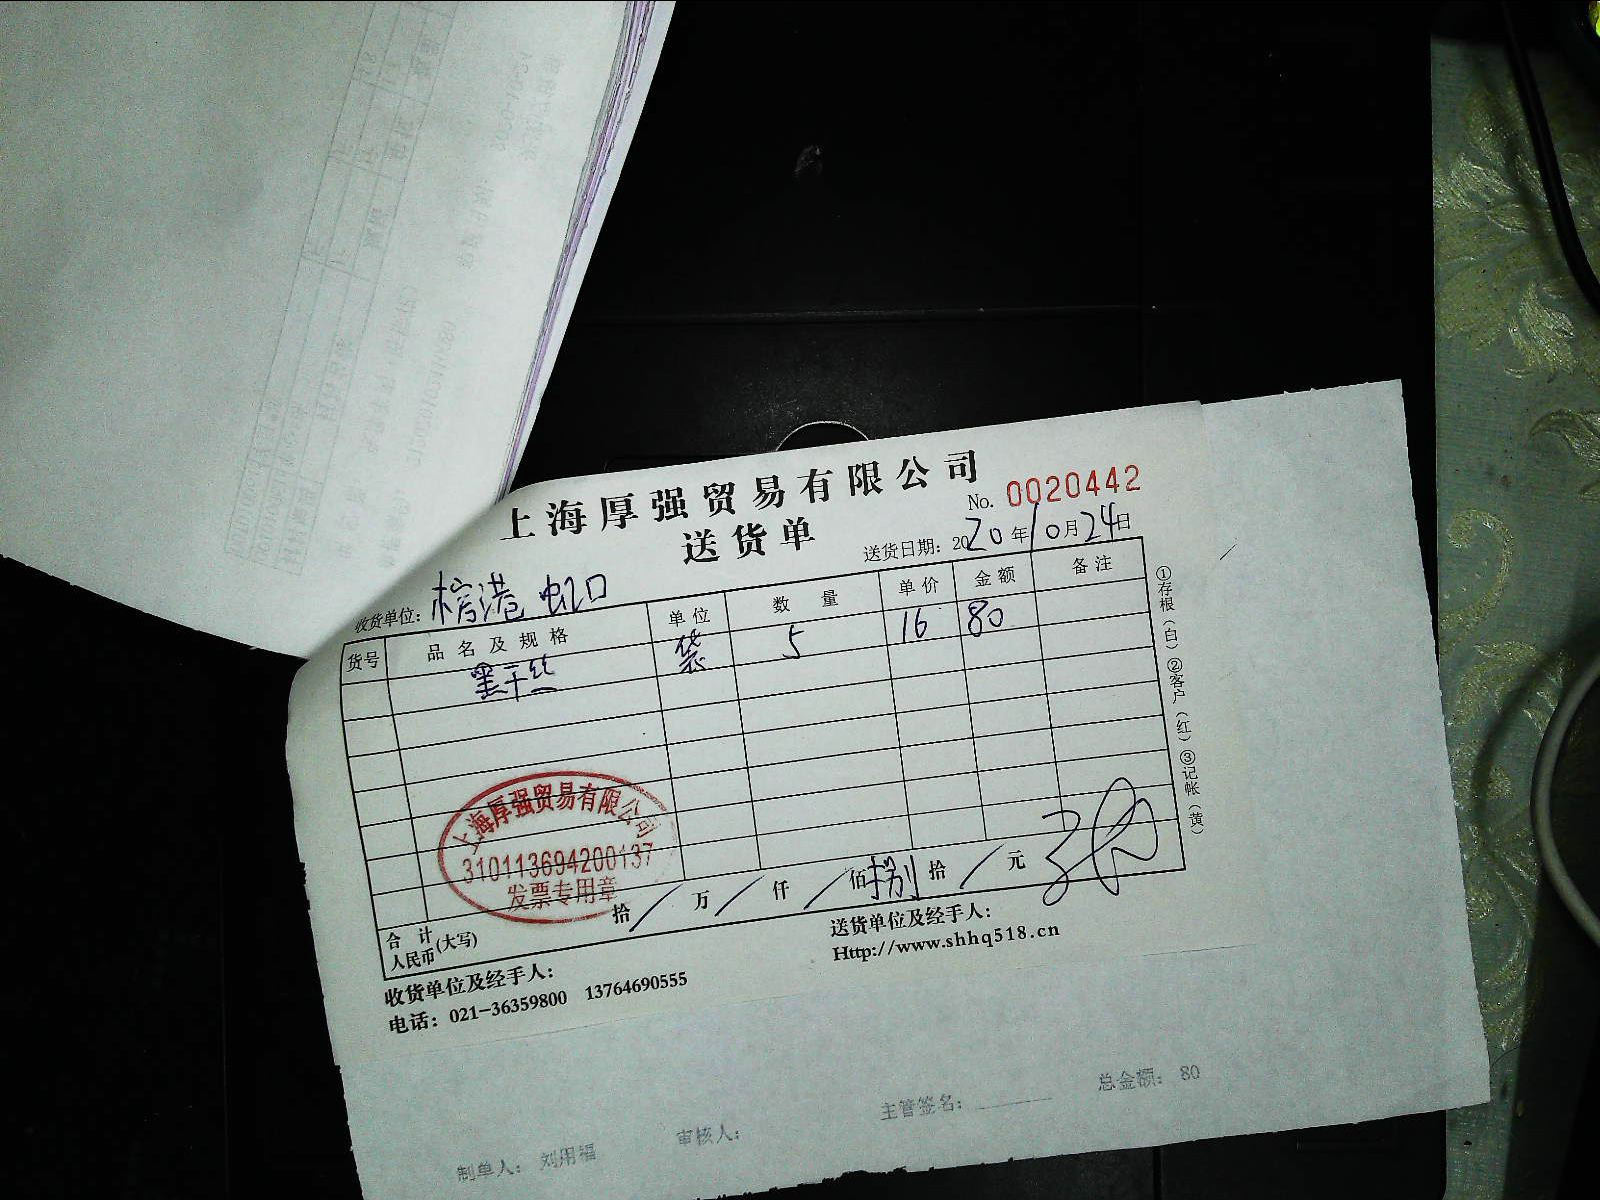 上海厚强贸易有限公司
No. 0020442
送货单
送货日期：2020年10月24日
收货单位：榕港 虹口
货号 品名及规格 单位 数量 单价 金额 备注
黑干丝 袋 5 16 80
①存根（白）②客户（红）③记帐（黄）
上海厚强贸易有限公司
310113694200137
发票专用章
合计人民币(大写) 拾/万/仟/佰捌拾/元
收货单位及经手人：
送货单位及经手人：
电话：021-36359800 13764690555
Http://www.shhq518.cn
制单人： 刘用福 审核人： 主管签名： 总金额： 80